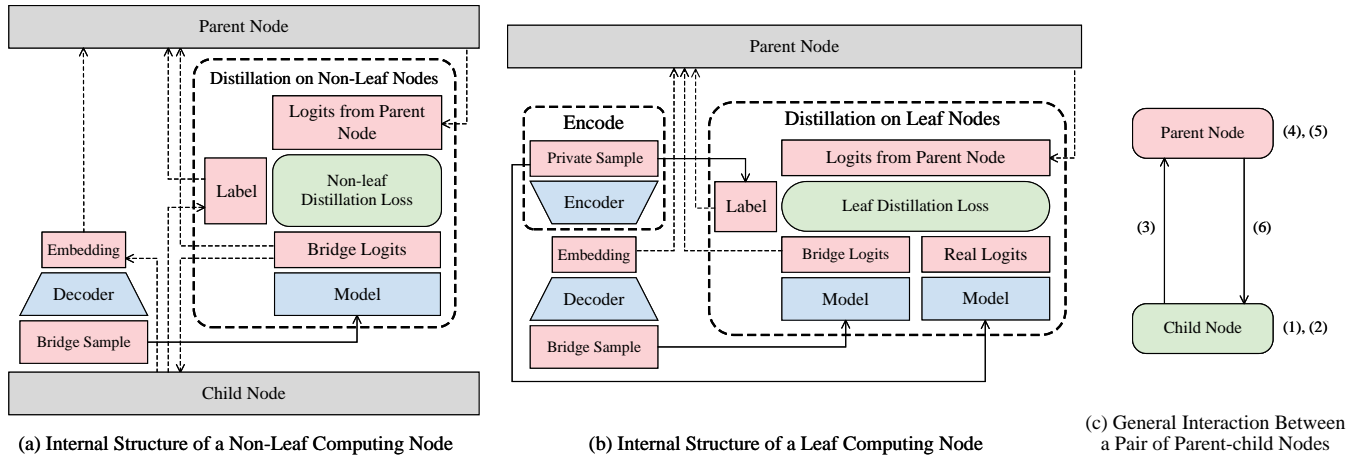 Parent Node
Distillation on Non-Leaf Nodes
Logits from Parent
Node
Label
Non-leaf
Distillation Loss
Embedding
Bridge Logits
Decoder
Model
Bridge Sample
Child Node
(a) Internal Structure of a Non-Leaf Computing Node
Parent Node
Encode
Distillation on Leaf Nodes
Private Sample
Logits from Parent Node
Encoder
Label
Leaf Distillation Loss
Embedding
Bridge Logits
Real Logits
Decoder
Model
Model
Bridge Sample
(b) Internal Structure of a Leaf Computing Node
Parent Node
(4), (5)
(3)
(6)
Child Node
(1), (2)
(c) General Interaction Between
a Pair of Parent-child Nodes